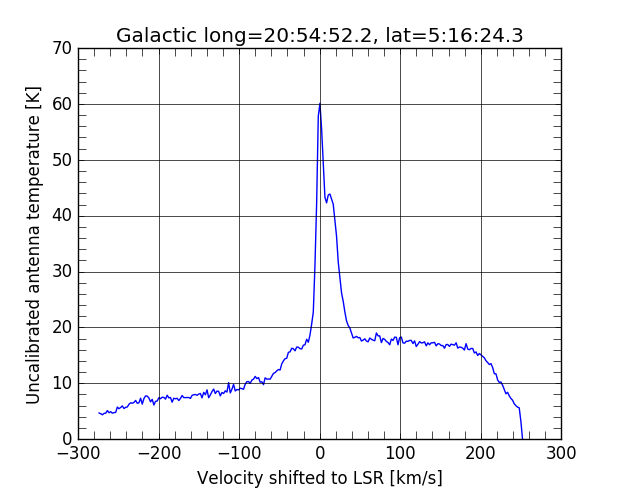 Galactic long=20:54:52.2, lat=5:16:24.3
Uncalibrated antenna temperature [K]
70
60
50
40
30
20
10
0
−300 −200 −100 0 100 200 300
Velocity shifted to LSR [km/s]